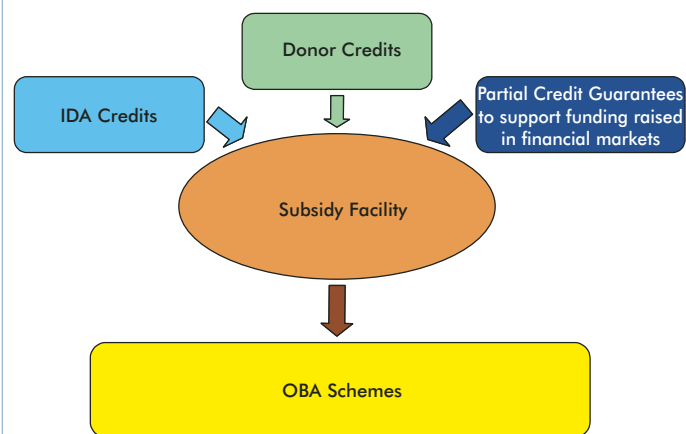 Donor Credits
IDA Credits
Partial Credit Guarantees
to support funding raised
in financial markets
Subsidy Facility
OBA Schemes